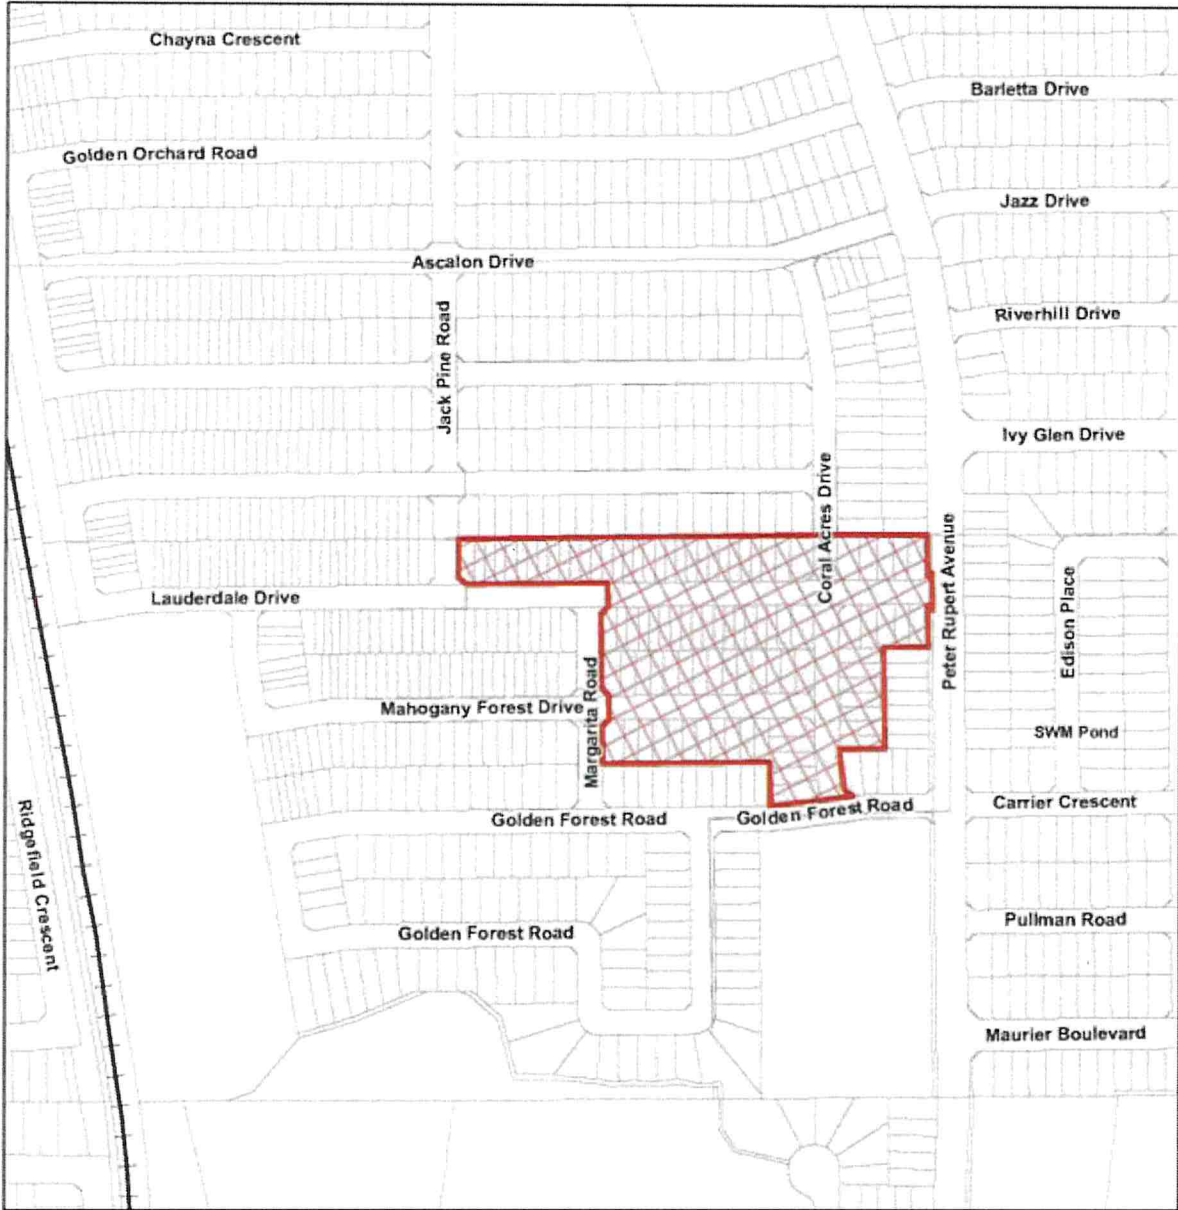 Chayna Crescent
Barletta Drive
Golden Orchard Road
Jazz Drive
Ascalon Drive
Riverhill Drive
Jack Pine Road
Ivy Glen Drive
Coral Acres Drive
Peter Rupert Avenue
Edison Place
Lauderdale Drive
Margarita Road
Mahogany Forest Drive
SWM Pond
Carrier Crescent
Golden Forest Road
Golden Forest Road
Ridgefield Crescent
Pullman Road
Golden Forest Road
Maurier Boulevard